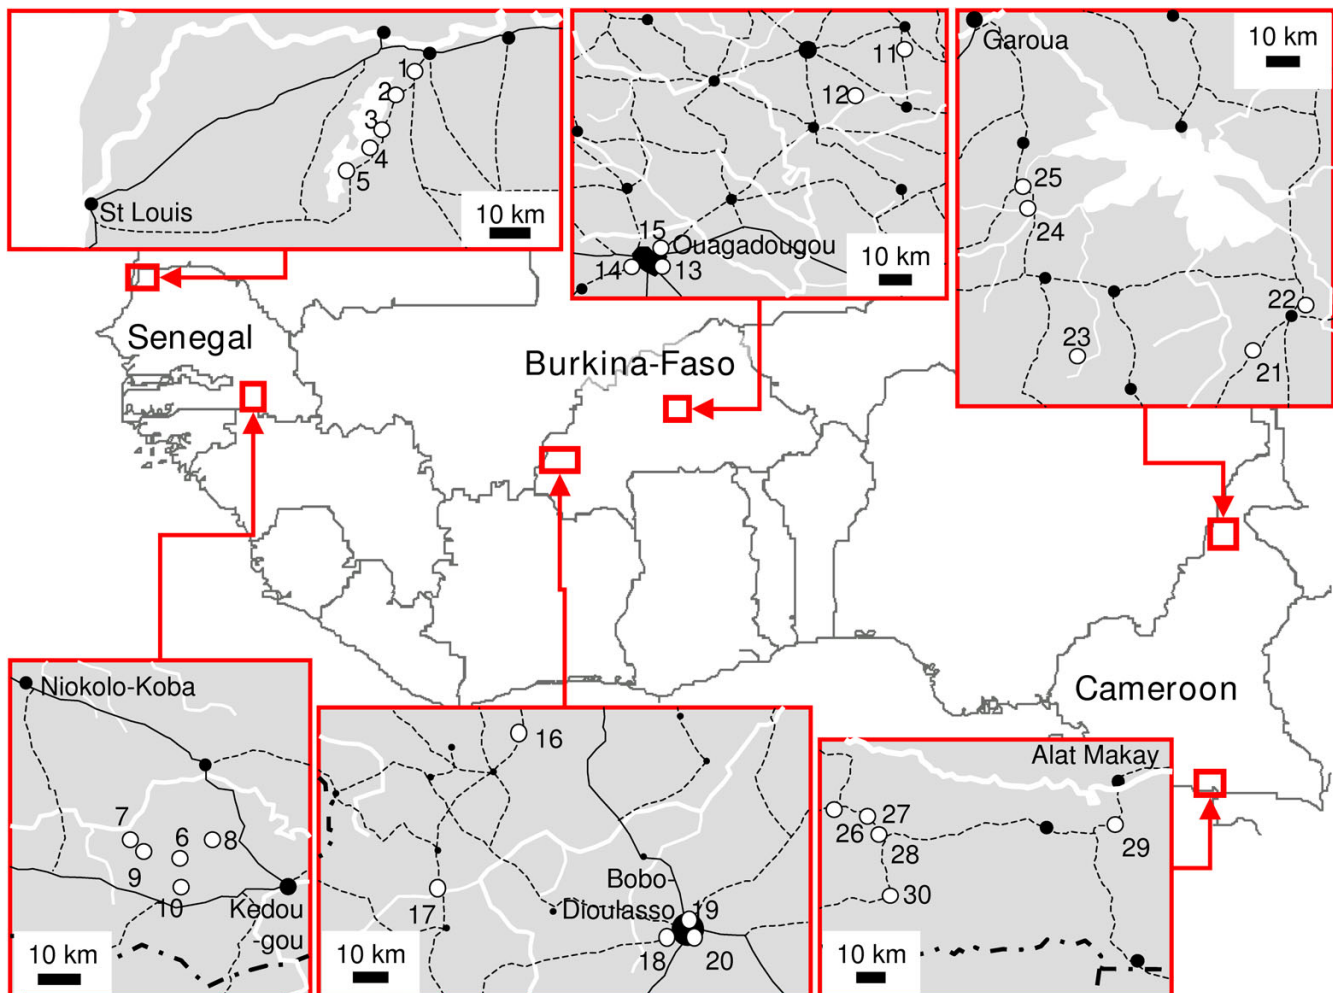 1
2
3
4
5
St Louis
10 km
11
12
15
Ouagadougou
14
13
10 km
Garoua
10 km
25
24
22
23
21
Senegal
Burkina-Faso
Cameroon
Niokolo-Koba
7
6
8
9
10
Kedou
-gou
10 km
16
17
Bobo-
Dioulasso
19
18
20
10 km
Alat Makay
27
26
28
29
30
10 km